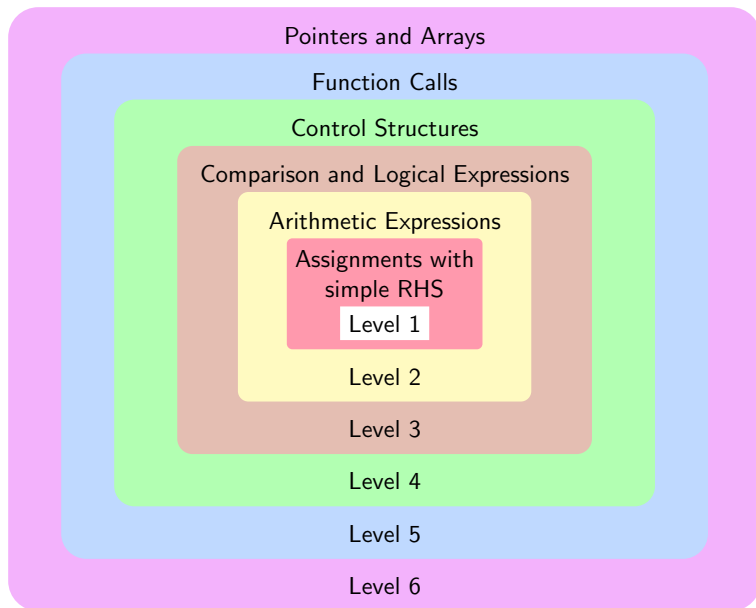 Pointers and Arrays
Function Calls
Control Structures
Comparison and Logical Expressions
Arithmetic Expressions
Assignments with
simple RHS
Level 1
Level 2
Level 3
Level 4
Level 5
Level 6